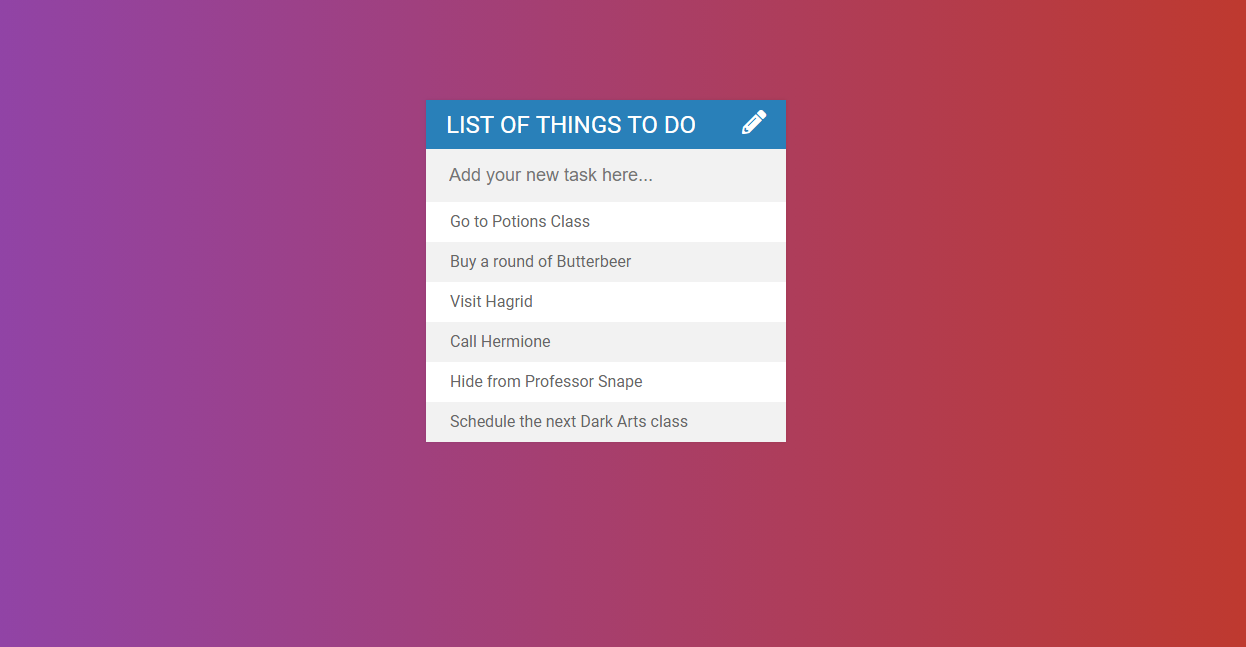 LIST OF THINGS TO DO
Add your new task here...
Go to Potions Class
Buy a round of Butterbeer
Visit Hagrid
Call Hermione
Hide from Professor Snape
Schedule the next Dark Arts class